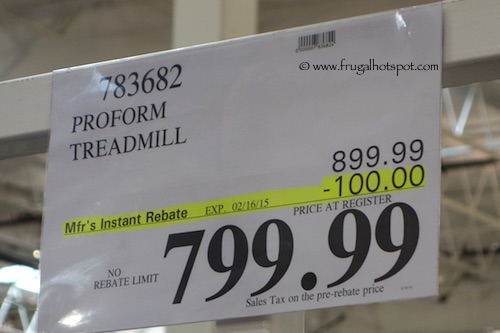 © www.frugalhotspot.com
783682
PROFORM
TREADMILL
899.99
Mfr's Instant Rebate EXP. 02/16/15 -100.00
PRICE AT REGISTER
NO
REBATE LIMIT
799.99
Sales Tax on the pre-rebate price